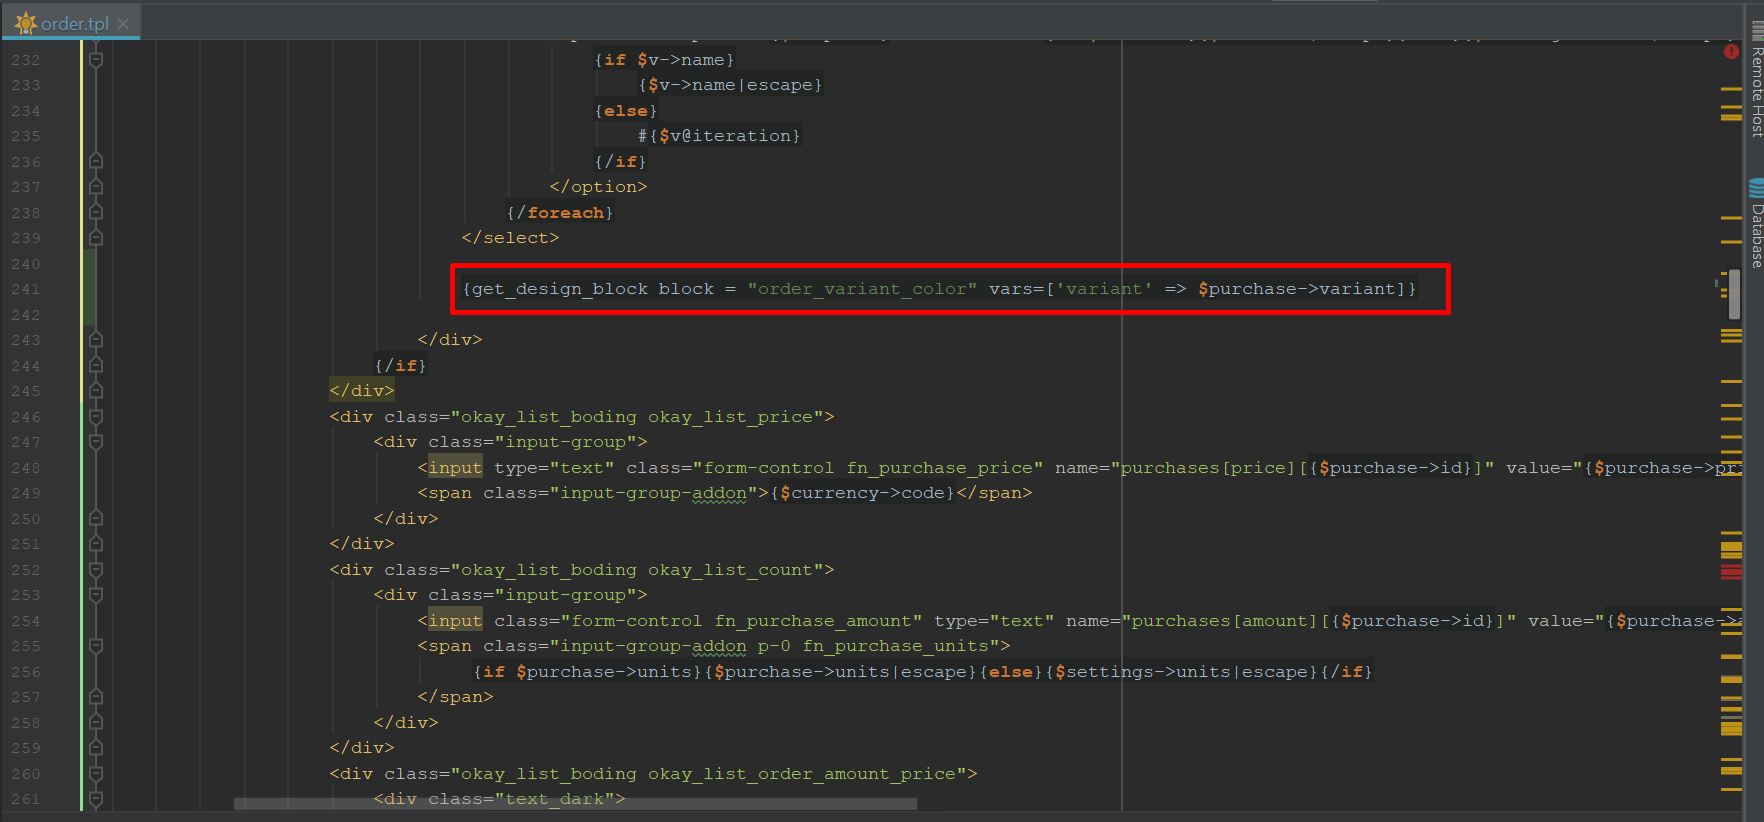 order.tpl
232 {if $v->name}
233 {$v->name|escape}
234 {else}
235 #{$v@iteration}
236 {/if}
237 </option>
238 {/foreach}
239 </select>
240
241 {get_design_block block = "order_variant_color" vars=['variant' => $purchase->variant]}
242
243 </div>
244 {/if}
245 </div>
246 <div class="okay_list_boding okay_list_price">
247 <div class="input-group">
248 <input type="text" class="form-control fn_purchase_price" name="purchases[price][{$purchase->id}]" value="{$purchase->pri
249 <span class="input-group-addon">{$currency->code}</span>
250 </div>
251 </div>
252 <div class="okay_list_boding okay_list_count">
253 <div class="input-group">
254 <input class="form-control fn_purchase_amount" type="text" name="purchases[amount][{$purchase->id}]" value="{$purchase->a
255 <span class="input-group-addon p-0 fn_purchase_units">
256 {if $purchase->units}{$purchase->units|escape}{else}{$settings->units|escape}{/if}
257 </span>
258 </div>
259 </div>
260 <div class="okay_list_boding okay_list_order_amount_price">
261 <div class="text_dark">
Remote Host
Database